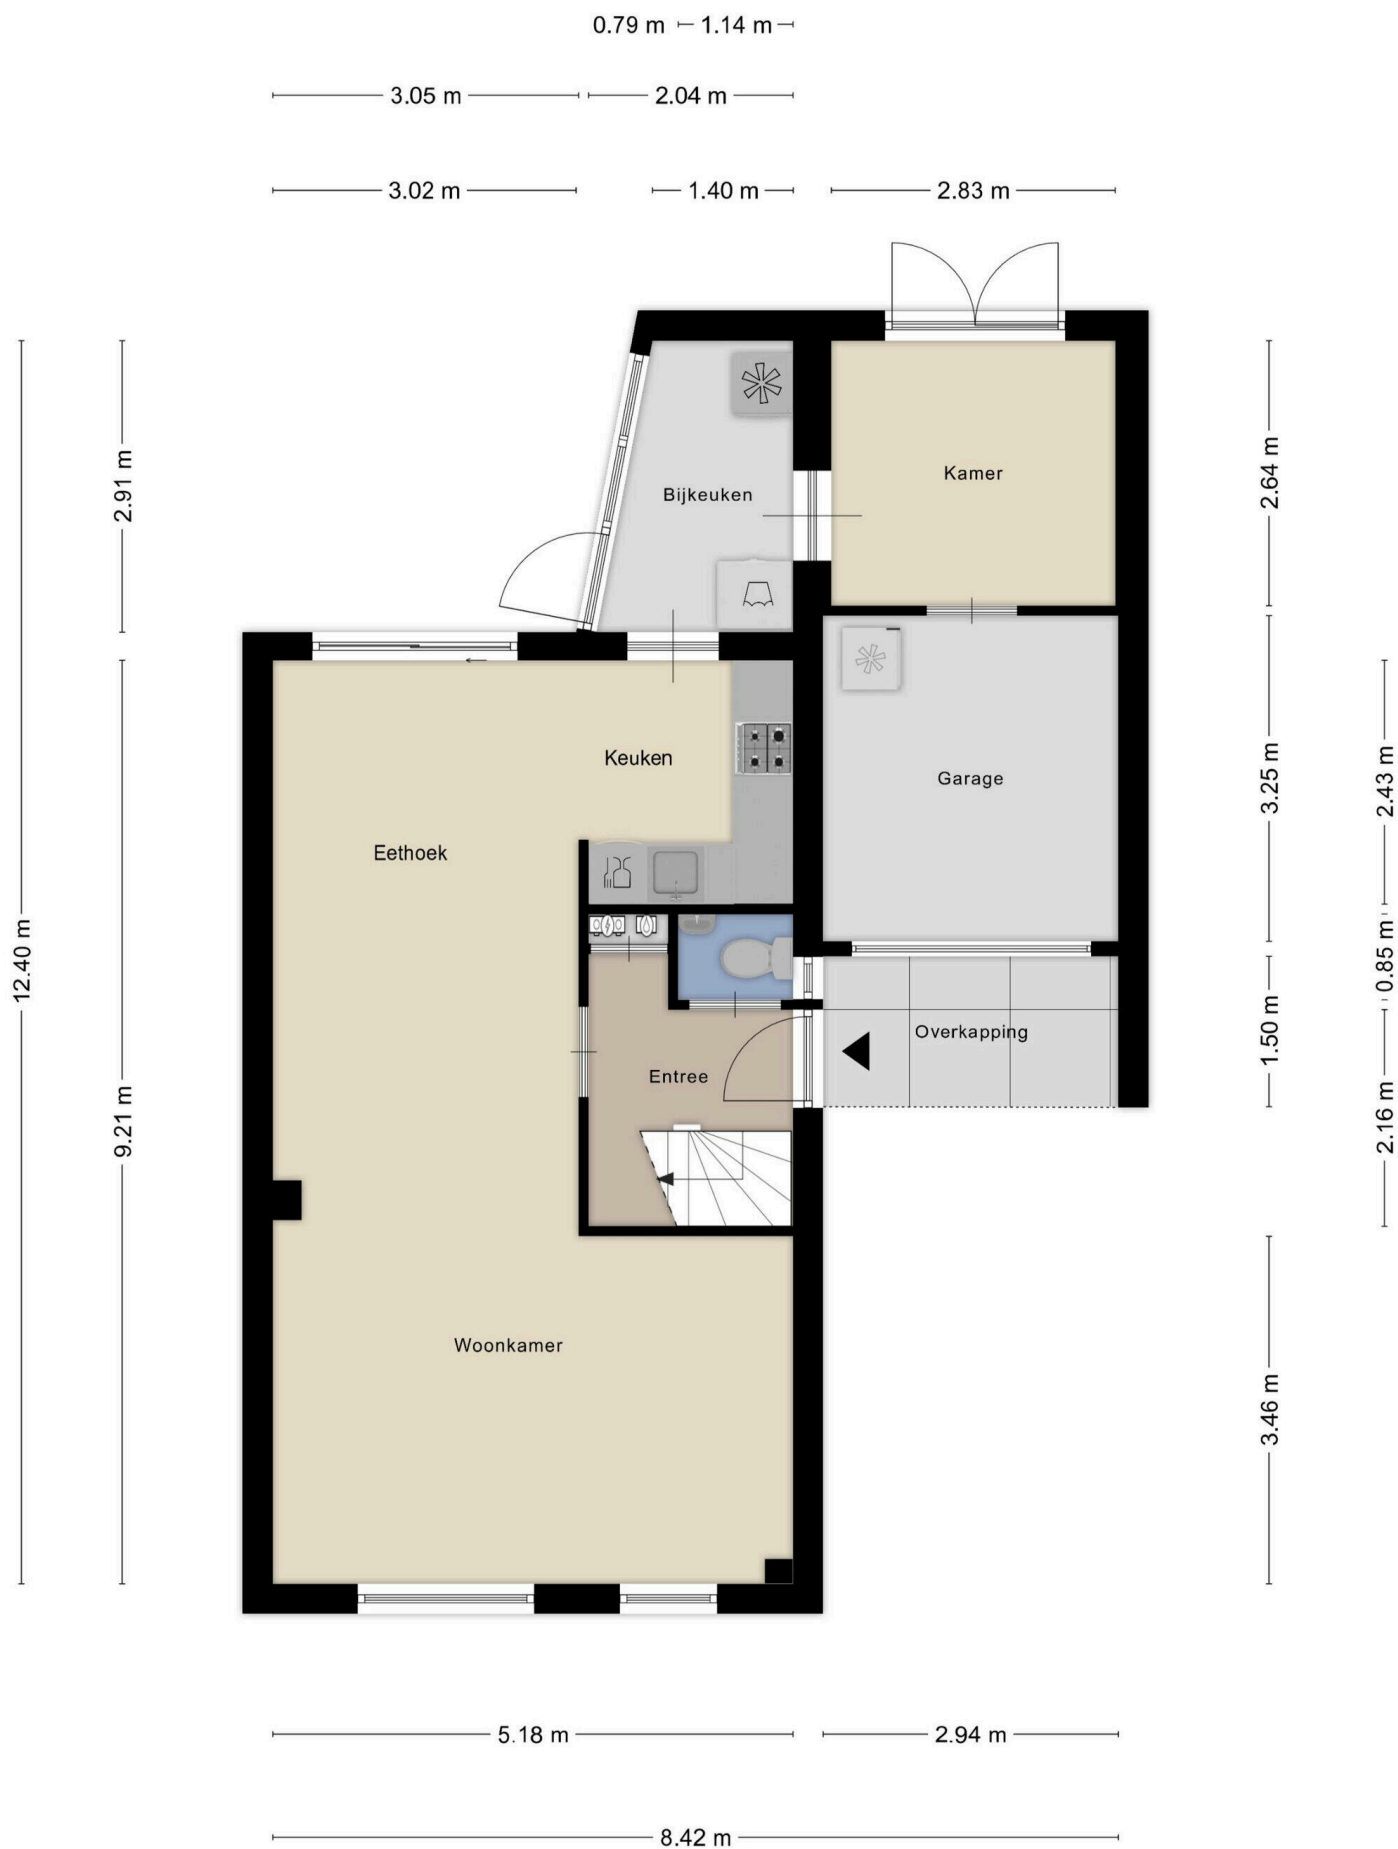 0.79 m 1.14 m
3.05 m 2.04 m
3.02 m 1.40 m 2.83 m
2.91 m
2.64 m
Kamer
Bijkeuken
Keuken
Garage
3.25 m
2.43 m
Eethoek
12.40 m
0.85 m
1.50 m
Overkapping
Entree
9.21 m
2.16 m
Woonkamer
3.46 m
5.18 m 2.94 m
8.42 m